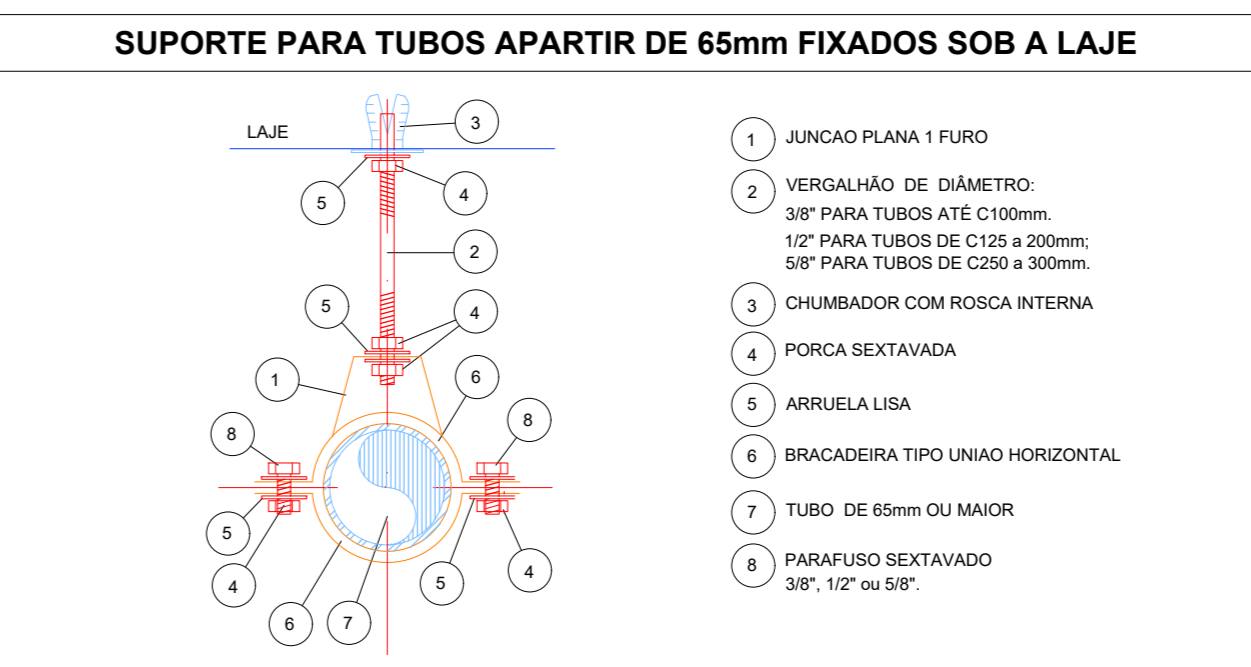 SUPORTE PARA TUBOS APARTIR DE 65mm FIXADOS SOB A LAJE
LAJE
3
5
4
2
5
4
1
6
8
8
5
4
5
4
6
7
1 JUNCAO PLANA 1 FURO
2 VERGALHÃO DE DIÂMETRO:
3/8" PARA TUBOS ATÉ C100mm.
1/2" PARA TUBOS DE C125 a 200mm;
5/8" PARA TUBOS DE C250 a 300mm.
3 CHUMBADOR COM ROSCA INTERNA
4 PORCA SEXTAVADA
5 ARRUELA LISA
6 BRACADEIRA TIPO UNIAO HORIZONTAL
7 TUBO DE 65mm OU MAIOR
8 PARAFUSO SEXTAVADO
3/8", 1/2" ou 5/8".